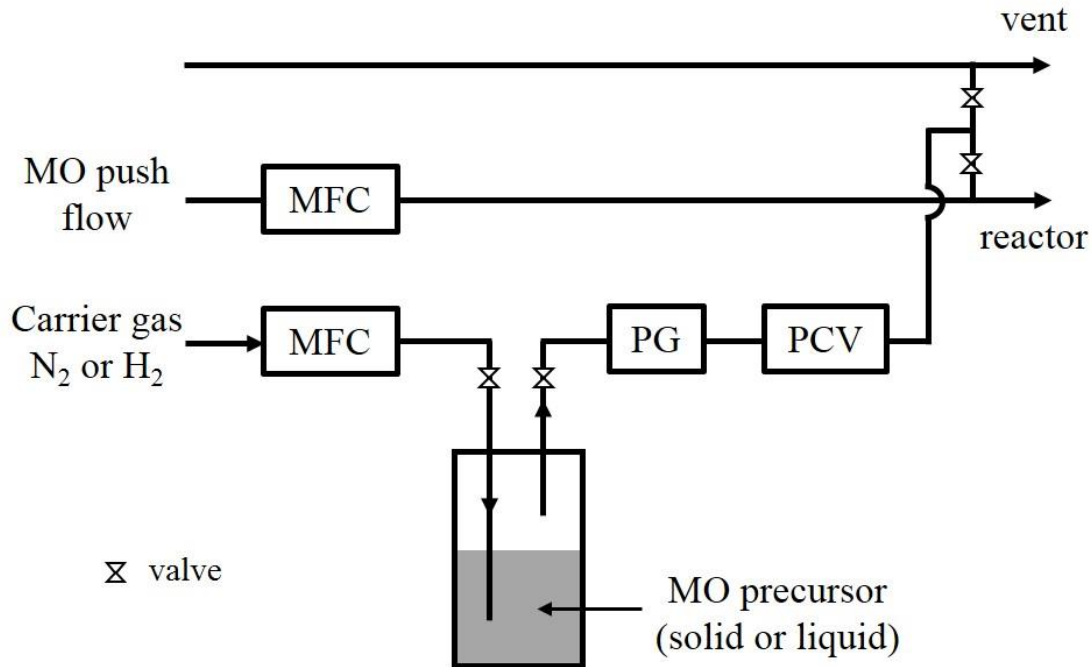 vent
MO push
flow
MFC
reactor
Carrier gas
N₂ or H₂
MFC
PG
PCV
valve
MO precursor
(solid or liquid)